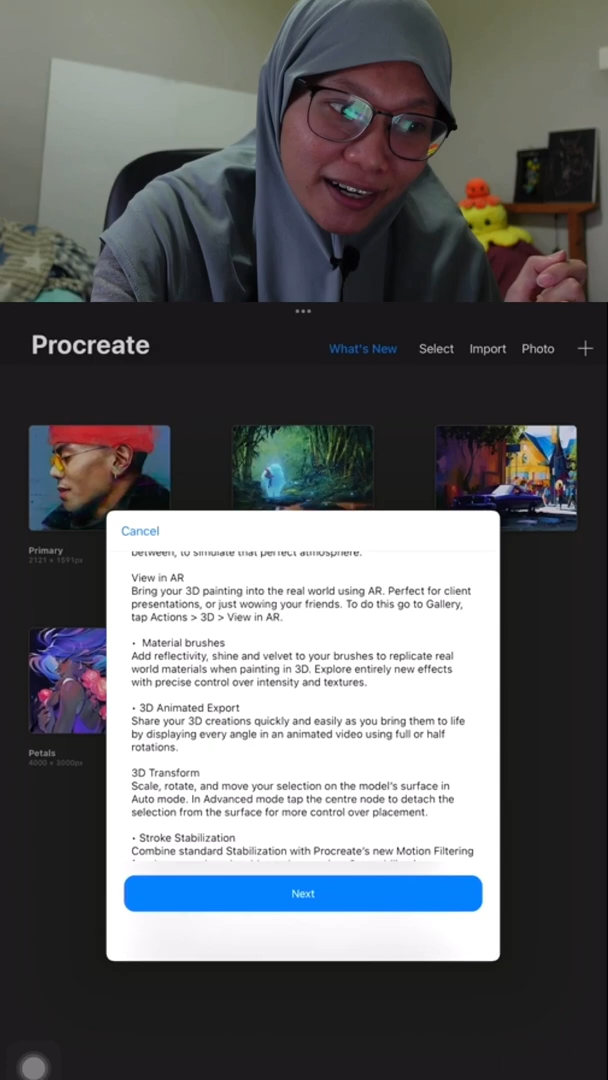 Procreate
What's New Select Import Photo
Cancel
between, to simulate that perfect atmosphere.
View in AR
Bring your 3D painting into the real world using AR. Perfect for client
presentations, or just wowing your friends. To do this go to Gallery,
tap Actions > 3D > View in AR.
• Material brushes
Add reflectivity, shine and velvet to your brushes to replicate real
world materials when painting in 3D. Explore entirely new effects
with precise control over intensity and textures.
• 3D Animated Export
Share your 3D creations quickly and easily as you bring them to life
by displaying every angle in an animated video using full or half
rotations.
3D Transform
Scale, rotate, and move your selection on the model's surface in
Auto mode. In Advanced mode tap the centre node to detach the
selection from the surface for more control over placement.
• Stroke Stabilization
Combine standard Stabilization with Procreate's new Motion Filtering
Next
Primary
2121 × 1591px
Petals
4000 × 3000px